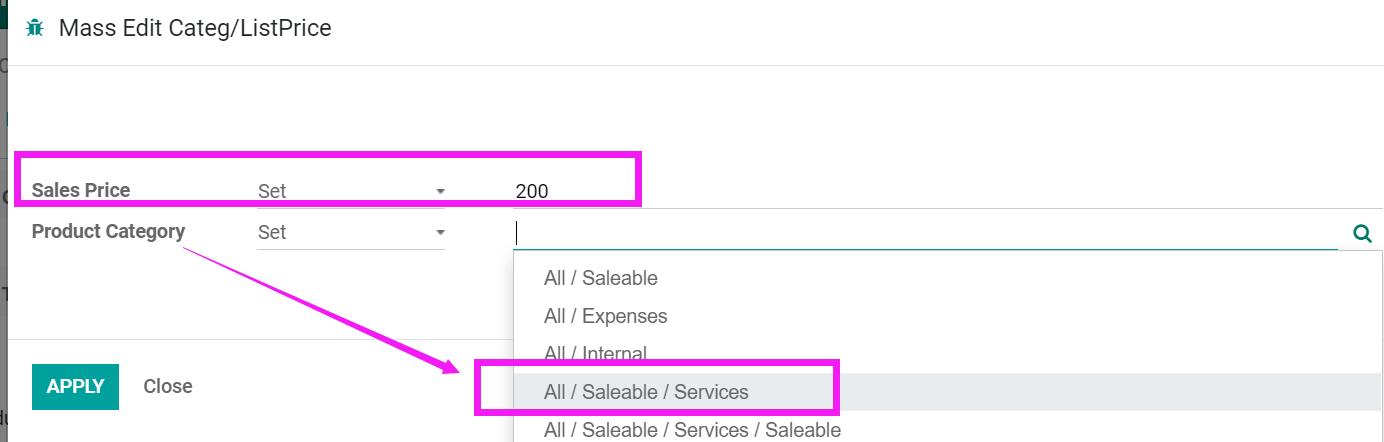 Mass Edit Categ/ListPrice
Sales Price Set 200
Product Category Set
All / Saleable
All / Expenses
All / Internal
All / Saleable / Services
APPLY Close
All / Saleable / Services / Saleable